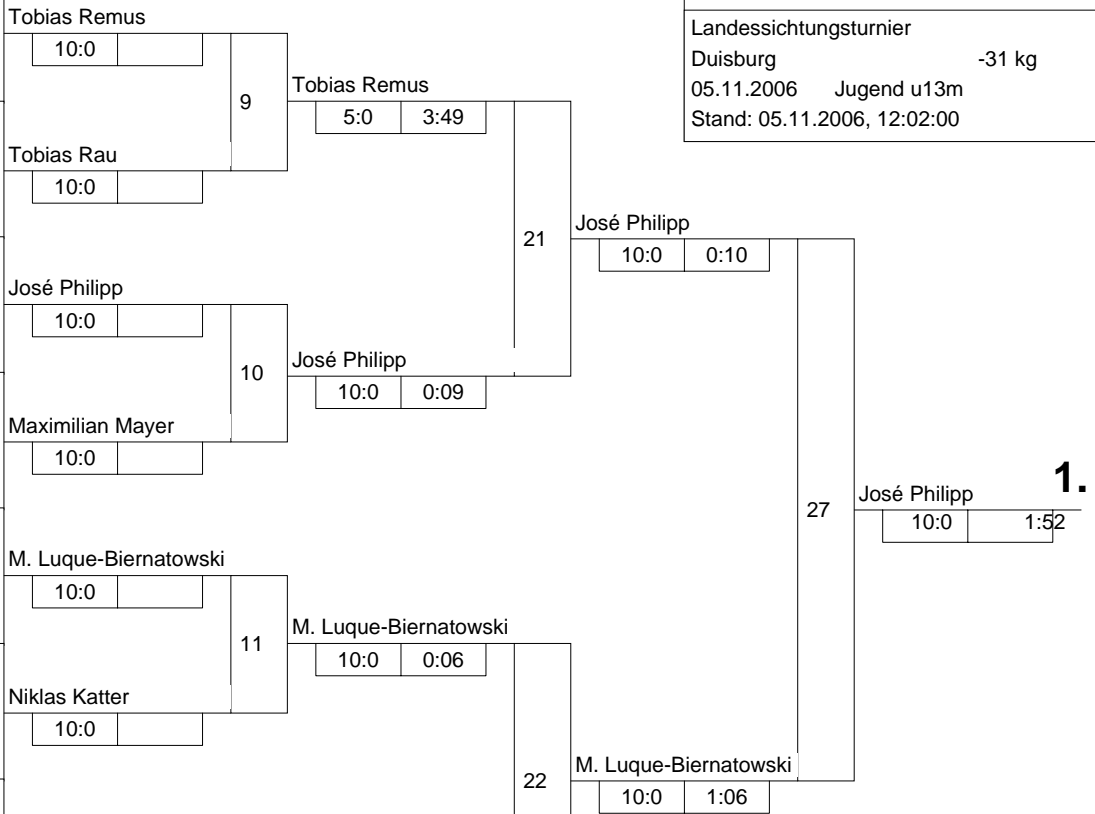 Tobias Remus
10:0
Landessichtungsturnier
Duisburg -31 kg
05.11.2006 Jugend u13m
Stand: 05.11.2006, 12:02:00
9
Tobias Remus
5:0 3:49
Tobias Rau
10:0
21
José Philipp
10:0 0:10
José Philipp
10:0
10
José Philipp
10:0 0:09
Maximilian Mayer
10:0
27
José Philipp 1.
10:0 1:52
M. Luque-Biernatowski
10:0
11
M. Luque-Biernatowski
10:0 0:06
Niklas Katter
10:0
22
M. Luque-Biernatowski
10:0 1:06